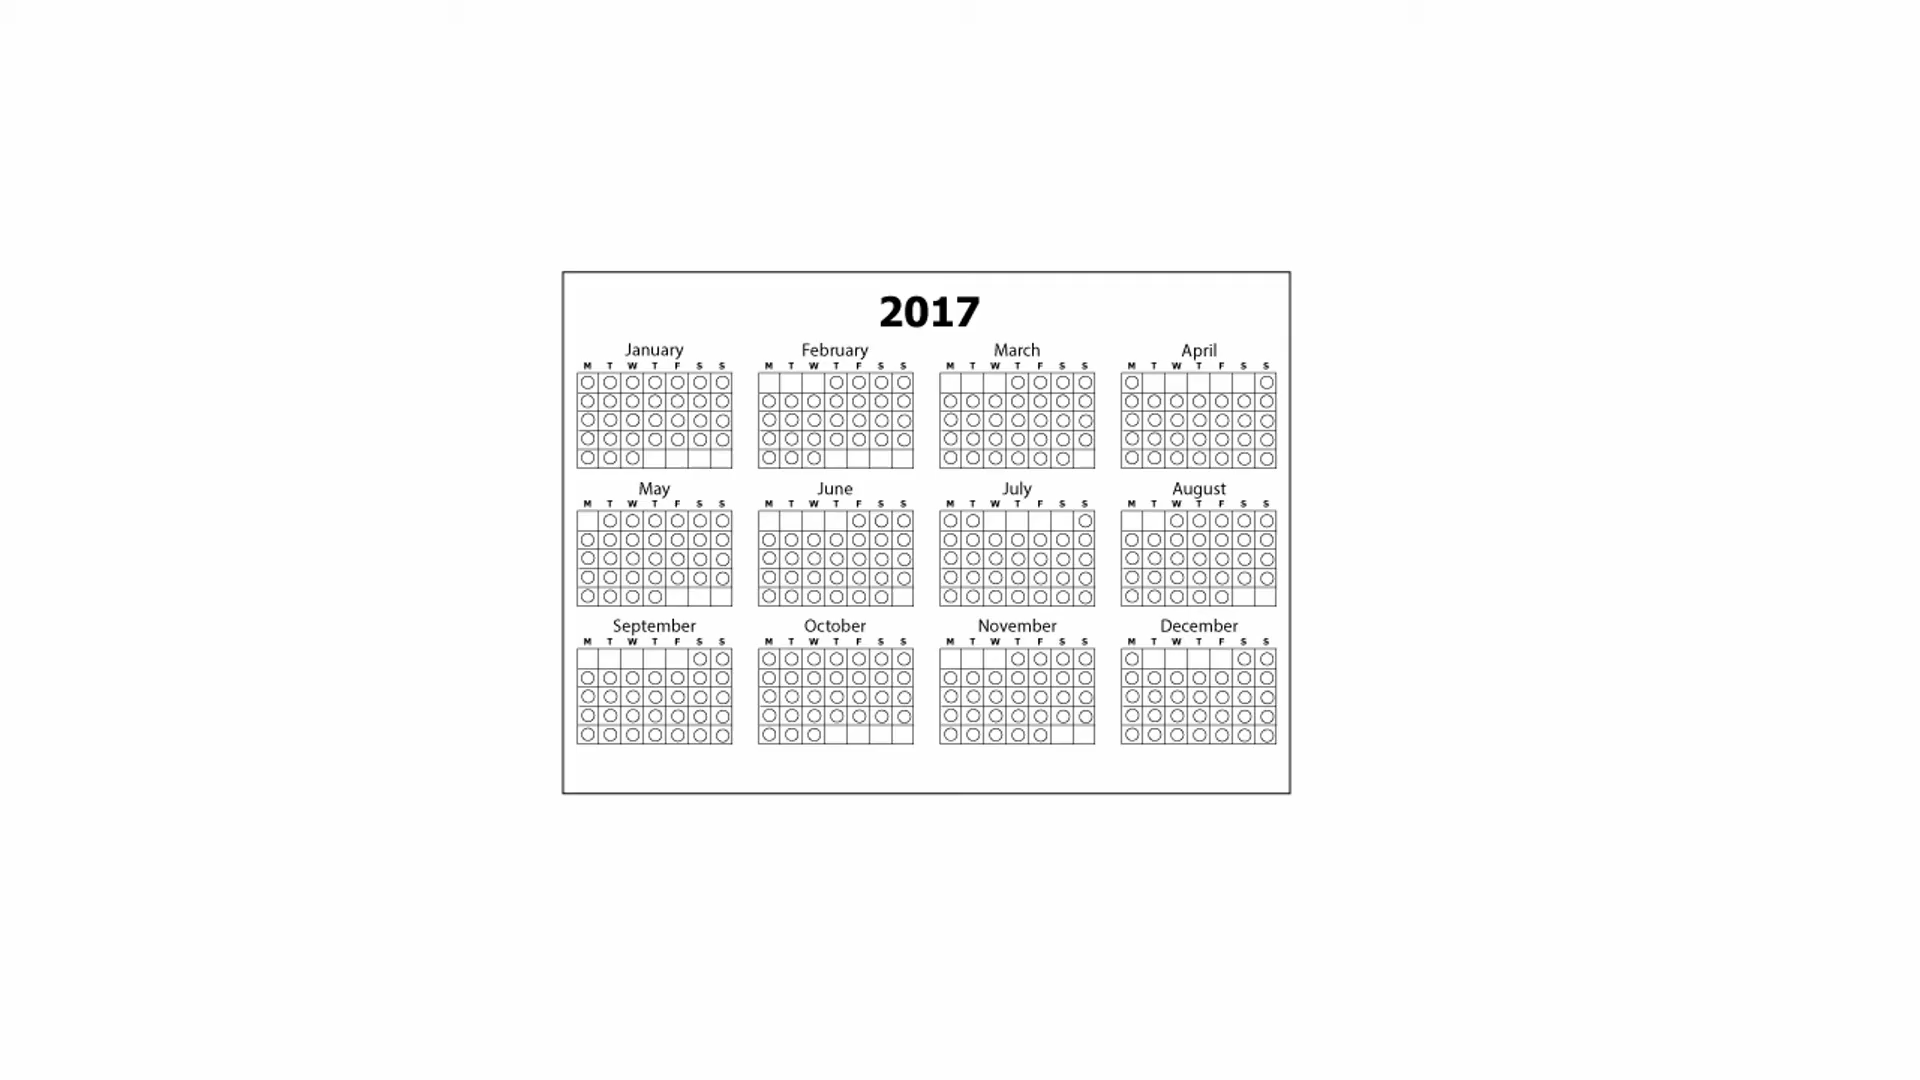 2017
January February March April
M T W T F S S M T W T F S S M T W T F S S M T W T F S S
May June July August
M T W T F S S M T W T F S S M T W T F S S M T W T F S S
September October November December
M T W T F S S M T W T F S S M T W T F S S M T W T F S S